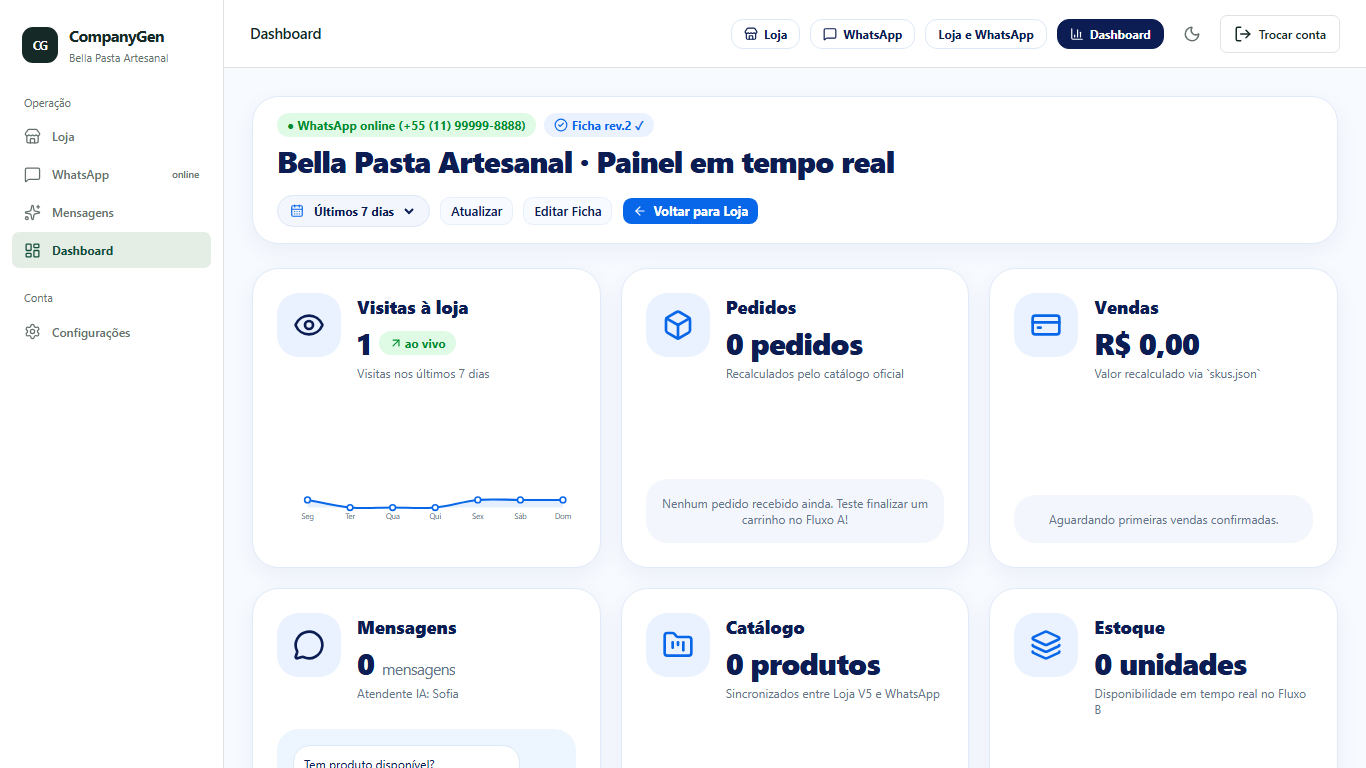 CG
CompanyGen
Bella Pasta Artesanal
Operação
Loja
WhatsApp online
Mensagens
Dashboard
Conta
Configurações
Dashboard
Loja
WhatsApp
Loja e WhatsApp
Dashboard
Trocar conta
• WhatsApp online (+55 (11) 99999-8888)
Ficha rev.2 ✓
Bella Pasta Artesanal · Painel em tempo real
Últimos 7 dias
Atualizar
Editar Ficha
Voltar para Loja
Visitas à loja
1 ao vivo
Visitas nos últimos 7 dias
Seg Ter Qua Qui Sex Sáb Dom
Pedidos
0 pedidos
Recalculados pelo catálogo oficial
Nenhum pedido recebido ainda. Teste finalizar um
carrinho no Fluxo A!
Vendas
R$ 0,00
Valor recalculado via `skus.json`
Aguardando primeiras vendas confirmadas.
Mensagens
0 mensagens
Atendente IA: Sofia
Tem produto disponível?
Catálogo
0 produtos
Sincronizados entre Loja V5 e WhatsApp
Estoque
0 unidades
Disponibilidade em tempo real no Fluxo
B